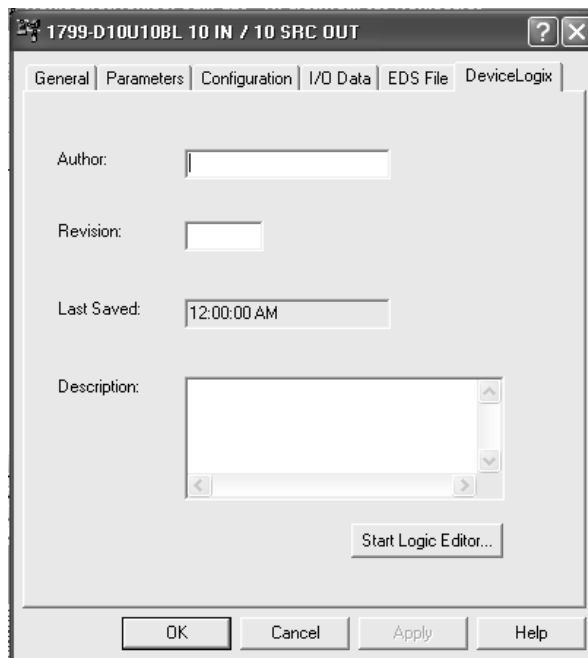 1799-D10U10BL 10 IN / 10 SRC OUT
General Parameters Configuration I/O Data EDS File DeviceLogix
Author:
Revision:
Last Saved: 12:00:00 AM
Description:
Start Logic Editor...
OK Cancel Apply Help